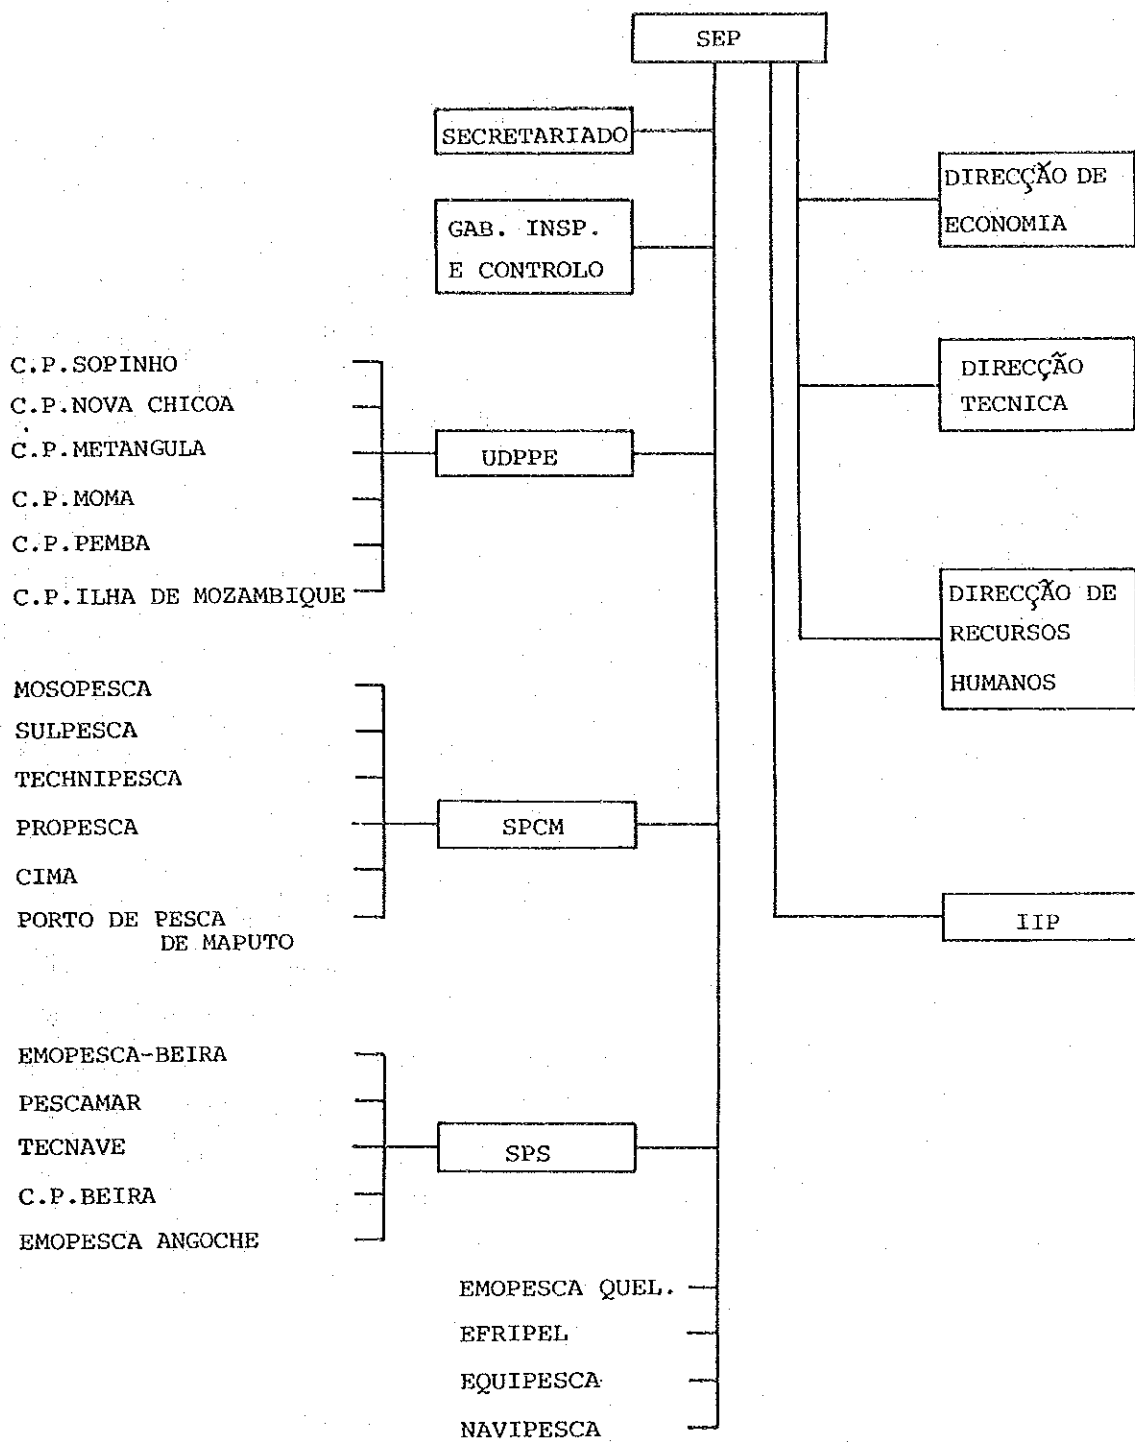 SEP
SECRETARIADO
GAB. INSP.
E CONTROLO
DIRECÇÃO DE
ECONOMIA
DIRECÇÃO
TECNICA
DIRECÇÃO DE
RECURSOS
HUMANOS
IIP
C.P.SOPINHO
C.P.NOVA CHICOA
C.P.METANGULA
C.P.MOMA
C.P.PEMBA
C.P.ILHA DE MOZAMBIQUE
UDPPE
MOSOPESCA
SULPESCA
TECHNIPESCA
PROPESCA
CIMA
PORTO DE PESCA
DE MAPUTO
SPCM
EMOPESCA-BEIRA
PESCAMAR
TECNAVE
C.P.BEIRA
EMOPESCA ANGOCHE
SPS
EMOPESCA QUEL.
EFRIPEL
EQUIPESCA
NAVIPESCA